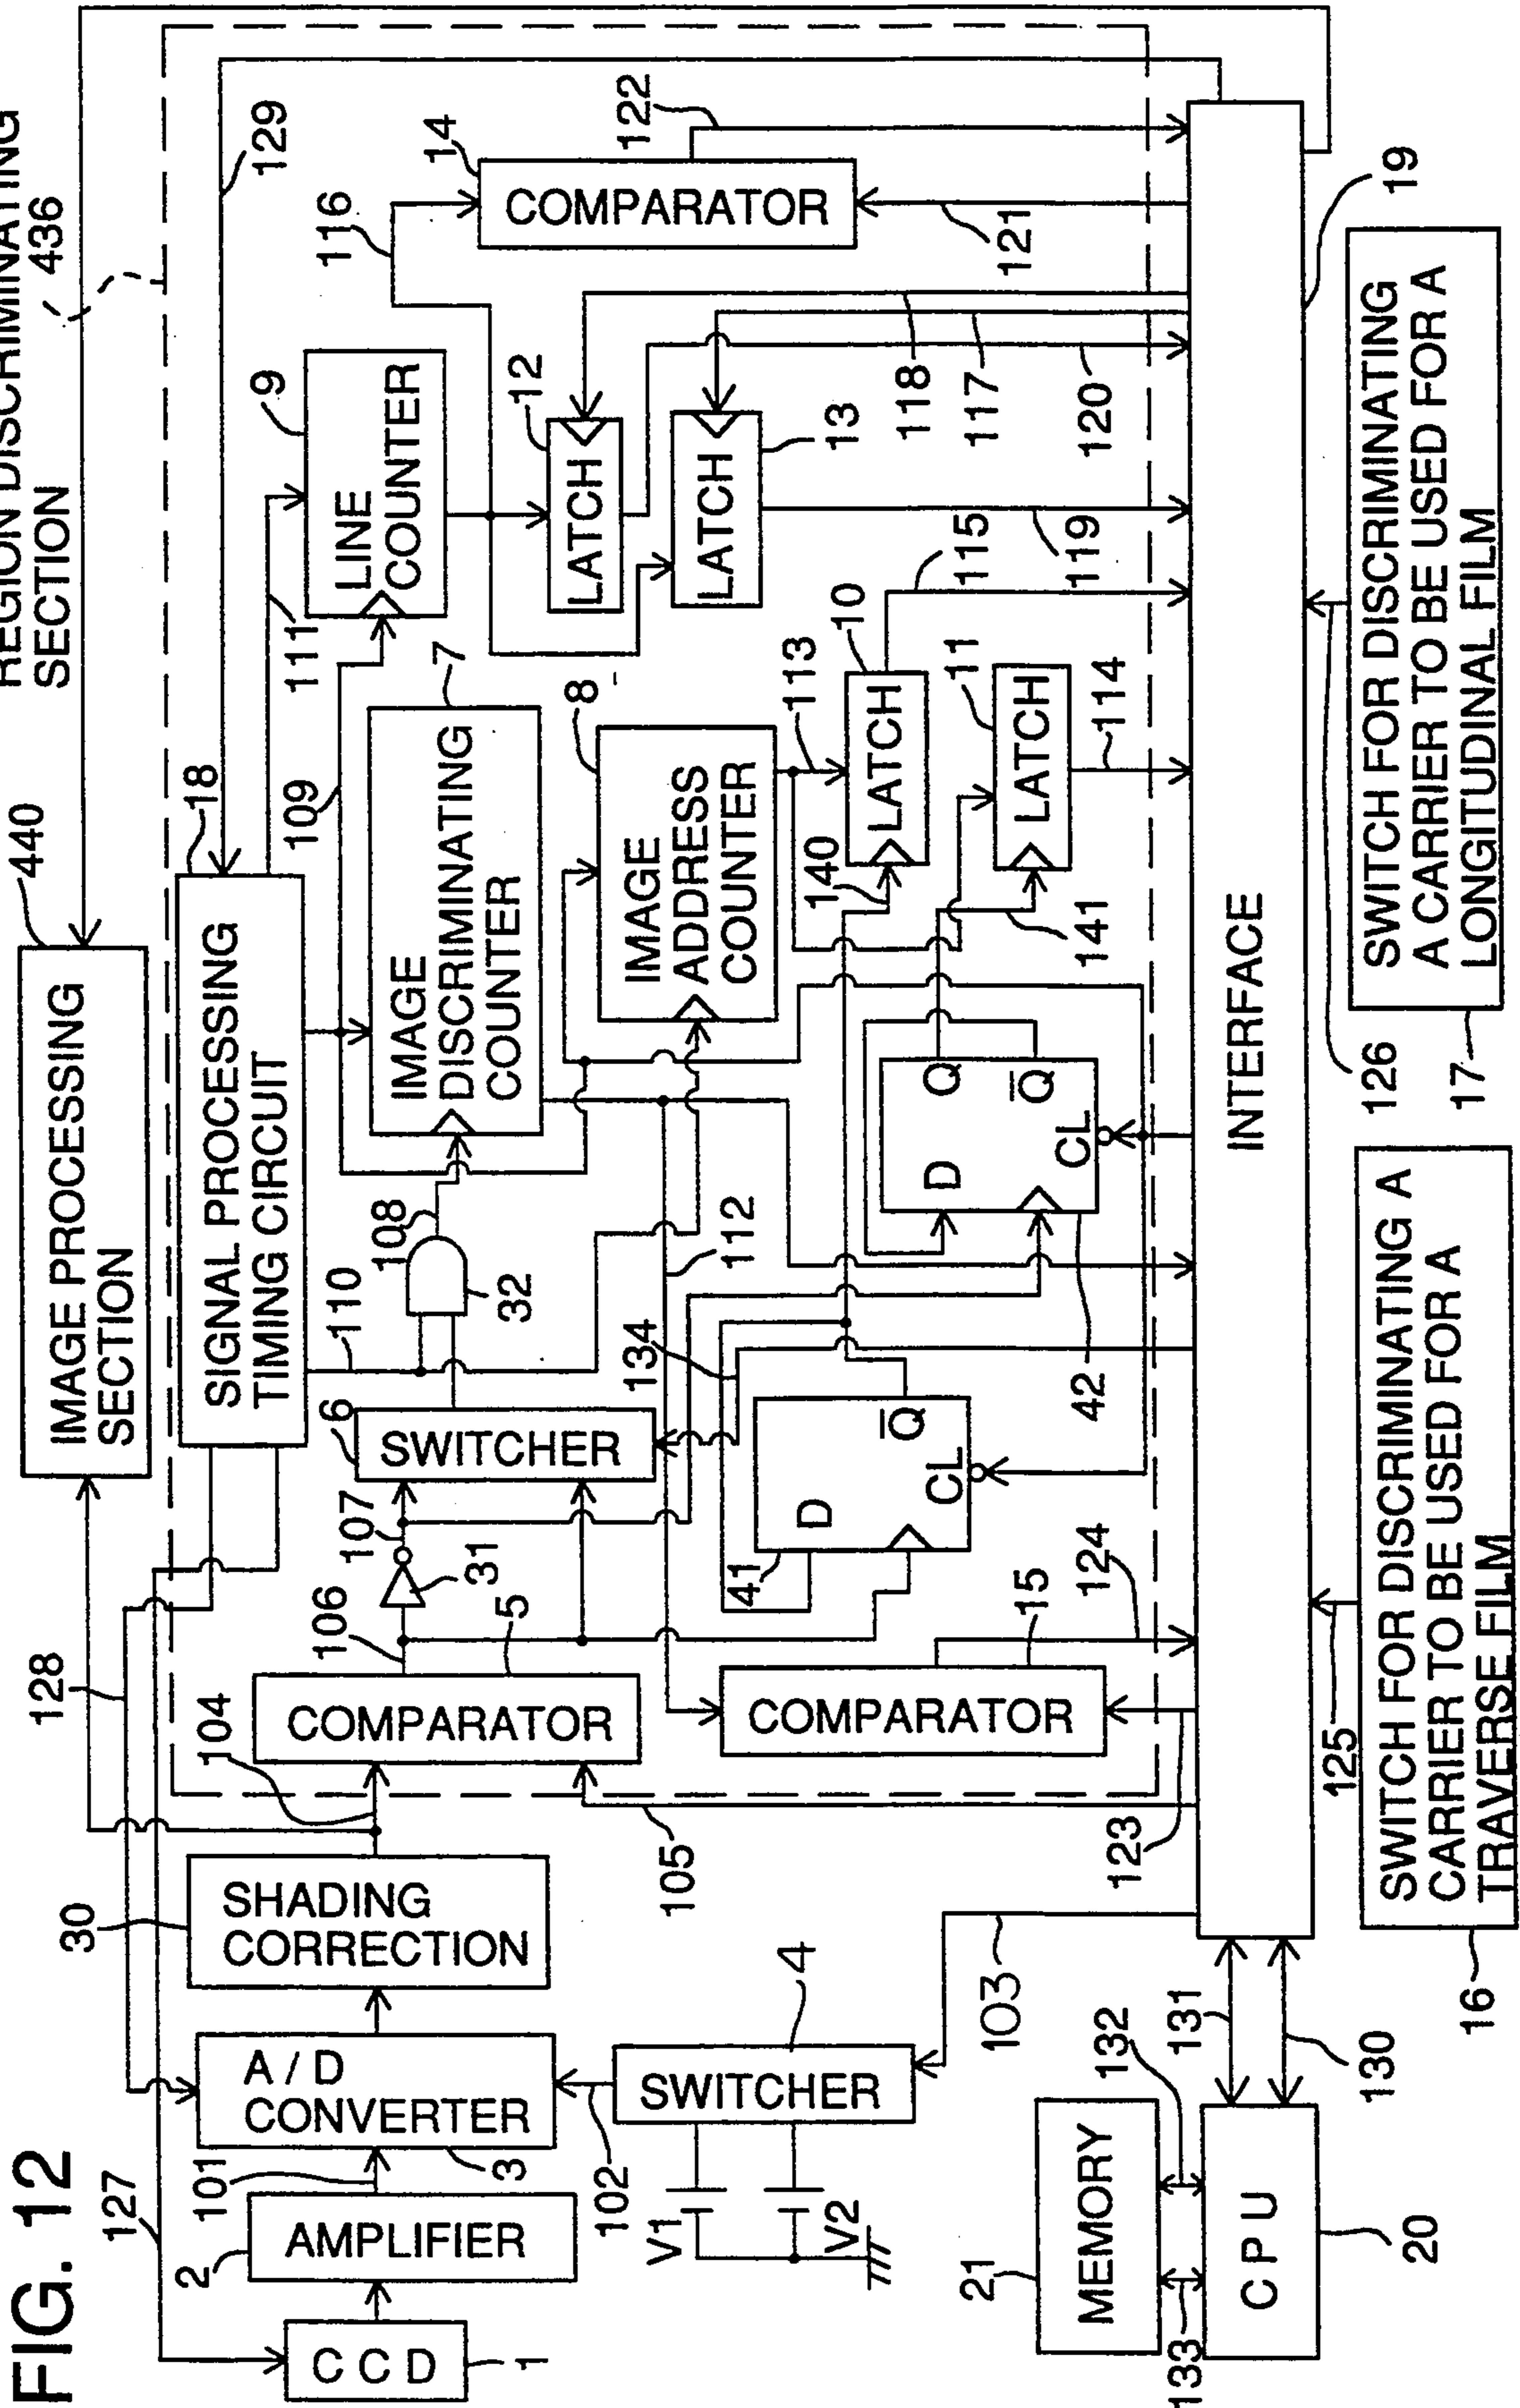 FIG. 12
REGION DISCRIMINATING
SECTION
436
440
IMAGE PROCESSING
SECTION
18
SIGNAL PROCESSING
TIMING CIRCUIT
129
127
128
111
109
110
CCD
1
2
AMPLIFIER
101
A / D
CONVERTER
3
30
SHADING
CORRECTION
104
COMPARATOR
5
106
107
31
6
SWITCHER
108
32
IMAGE
DISCRIMINATING
COUNTER
7
9
LINE
COUNTER
116
14
COMPARATOR
122
121
102
V1
V2
SWITCHER
4
103
105
112
134
8
IMAGE
ADDRESS
COUNTER
113
12
LATCH
LATCH
13
118
117
120
119
115
10
LATCH
140
11
LATCH
114
141
41
D
Q
CL
D
Q
Q
CL
42
COMPARATOR
15
124
123
21
MEMORY
133
132
CPU
20
131
130
INTERFACE
19
125
126
16
SWITCH FOR DISCRIMINATING A
CARRIER TO BE USED FOR A
TRAVERSE FILM
17
SWITCH FOR DISCRIMINATING
A CARRIER TO BE USED FOR A
LONGITUDINAL FILM